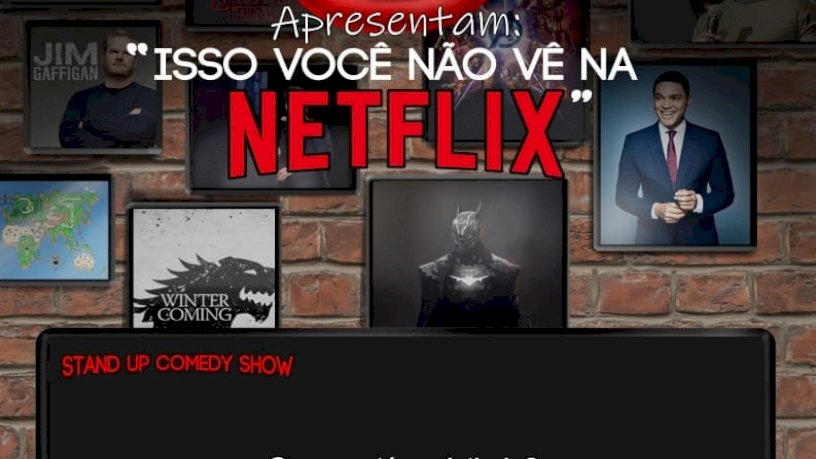 Apresentam:
"ISSO VOCÊ NÃO VÊ NA
NETFLIX"
JIM
GAFFIGAN
WINTER
COMING
STAND UP COMEDY SHOW